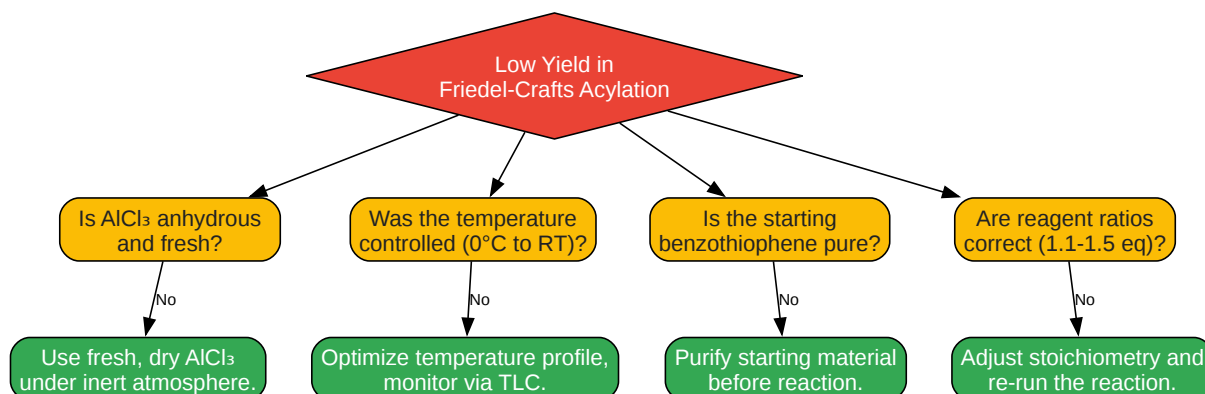 Low Yield in
Friedel-Crafts Acylation
Is AlCl₃ anhydrous
and fresh?
Was the temperature
controlled (0°C to RT)?
Is the starting
benzothiophene pure?
Are reagent ratios
correct (1.1-1.5 eq)?
No
No
No
No
Use fresh, dry AlCl₃
under inert atmosphere.
Optimize temperature profile,
monitor via TLC.
Purify starting material
before reaction.
Adjust stoichiometry and
re-run the reaction.